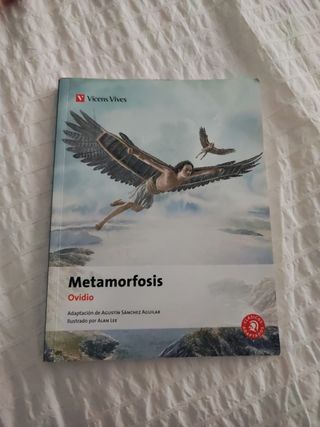 Vicens Vives
Metamorfosis
Ovidio
Adaptación de Agustín Sánchez Aguilar
Ilustrado por Alan Lee